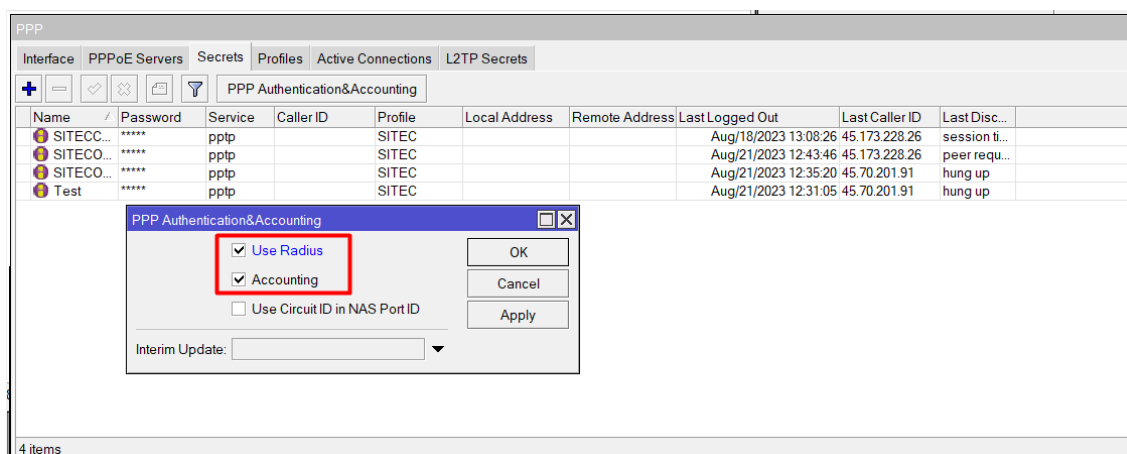 PPP
Interface PPPoE Servers Secrets Profiles Active Connections L2TP Secrets
PPP Authentication&Accounting
Name Password Service Caller ID Profile Local Address Remote Address Last Logged Out Last Caller ID Last Disc...
SITECC... ***** pptp SITEC Aug/18/2023 13:08:26 45.173.228.26 session ti...
SITECO... ***** pptp SITEC Aug/21/2023 12:43:46 45.173.228.26 peer requ...
SITECO... ***** pptp SITEC Aug/21/2023 12:35:20 45.70.201.91 hung up
Test ***** pptp SITEC Aug/21/2023 12:31:05 45.70.201.91 hung up
PPP Authentication&Accounting
Use Radius OK
Accounting Cancel
Use Circuit ID in NAS Port ID Apply
Interim Update:
4 items